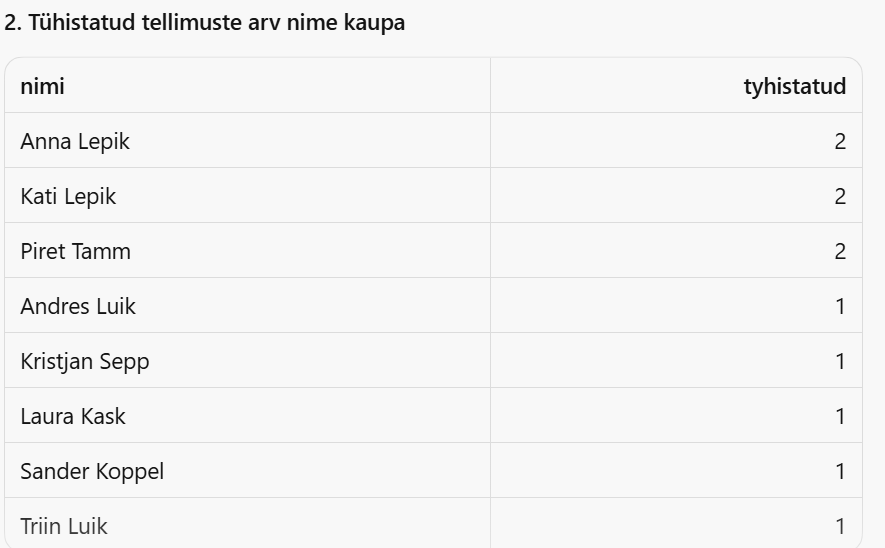 2. Tühistatud tellimuste arv nime kaupa
nimi tyhistatud
Anna Lepik 2
Kati Lepik 2
Piret Tamm 2
Andres Luik 1
Kristjan Sepp 1
Laura Kask 1
Sander Koppel 1
Triin Luik 1